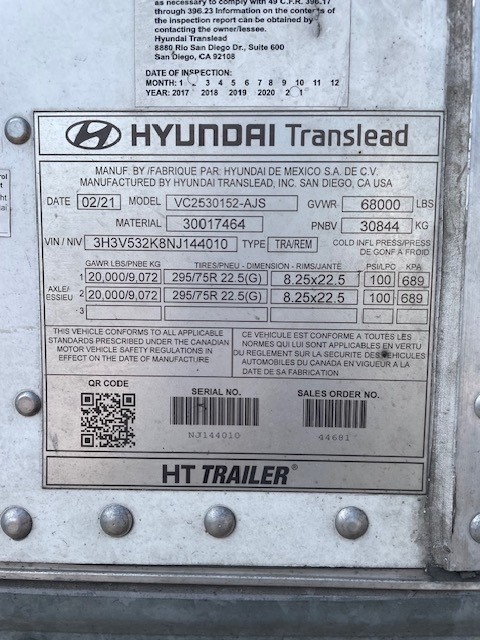 as necessary to comply with 49 C.F.R. 396.17
through 396.23 Information on the contents of
the inspection report can be obtained by
contacting the owner/lessee.
Hyundai Translead
8880 Rio San Diego Dr., Suite 600
San Diego, CA 92108
DATE OF INSPECTION:
MONTH: 1 3 4 5 6 7 8 9 10 11 12
YEAR: 2017 2018 2019 2020
HYUNDAI Translead
MANUF. BY /FABRIQUE PAR: HYUNDAI DE MEXICO S.A. DE C.V.
MANUFACTURED BY HYUNDAI TRANSLEAD, INC. SAN DIEGO, CA USA
DATE 02/21 MODEL VC2530152-AJS GVWR 68000 LBS
MATERIAL 30017464 PNBV 30844 KG
VIN / NIV 3H3V532K8NJ144010 TYPE TRA/REM COLD INFL PRESS/PRESS DE GONF A FROID
GAWR LBS/PNBE KG TIRES/PNEU - DIMENSION - RIMS/JANTE PSI/LPC KPA
AXLE/ESSIEU
1 20,000/9,072 295/75R 22.5(G) 8.25x22.5 100 689
2 20,000/9,072 295/75R 22.5(G) 8.25x22.5 100 689
3
THIS VEHICLE CONFORMS TO ALL APPLICABLE
STANDARDS PRESCRIBED UNDER THE CANADIAN
MOTOR VEHICLE SAFETY REGULATIONS IN
EFFECT ON THE DATE OF MANUFACTURE
CE VEHICULE EST CONFORME A TOUTES LES
NORMES QUI LUI SONT APPLICABLES EN VERTU
DU REGLEMENT SUR LA SECURITE DES VEHICULES
AUTOMOBILES DU CANADA EN VIGUEUR A LA
DATE DE SA FABRICATION
QR CODE
SERIAL NO.
NJ144010
SALES ORDER NO.
44681
HT TRAILER®